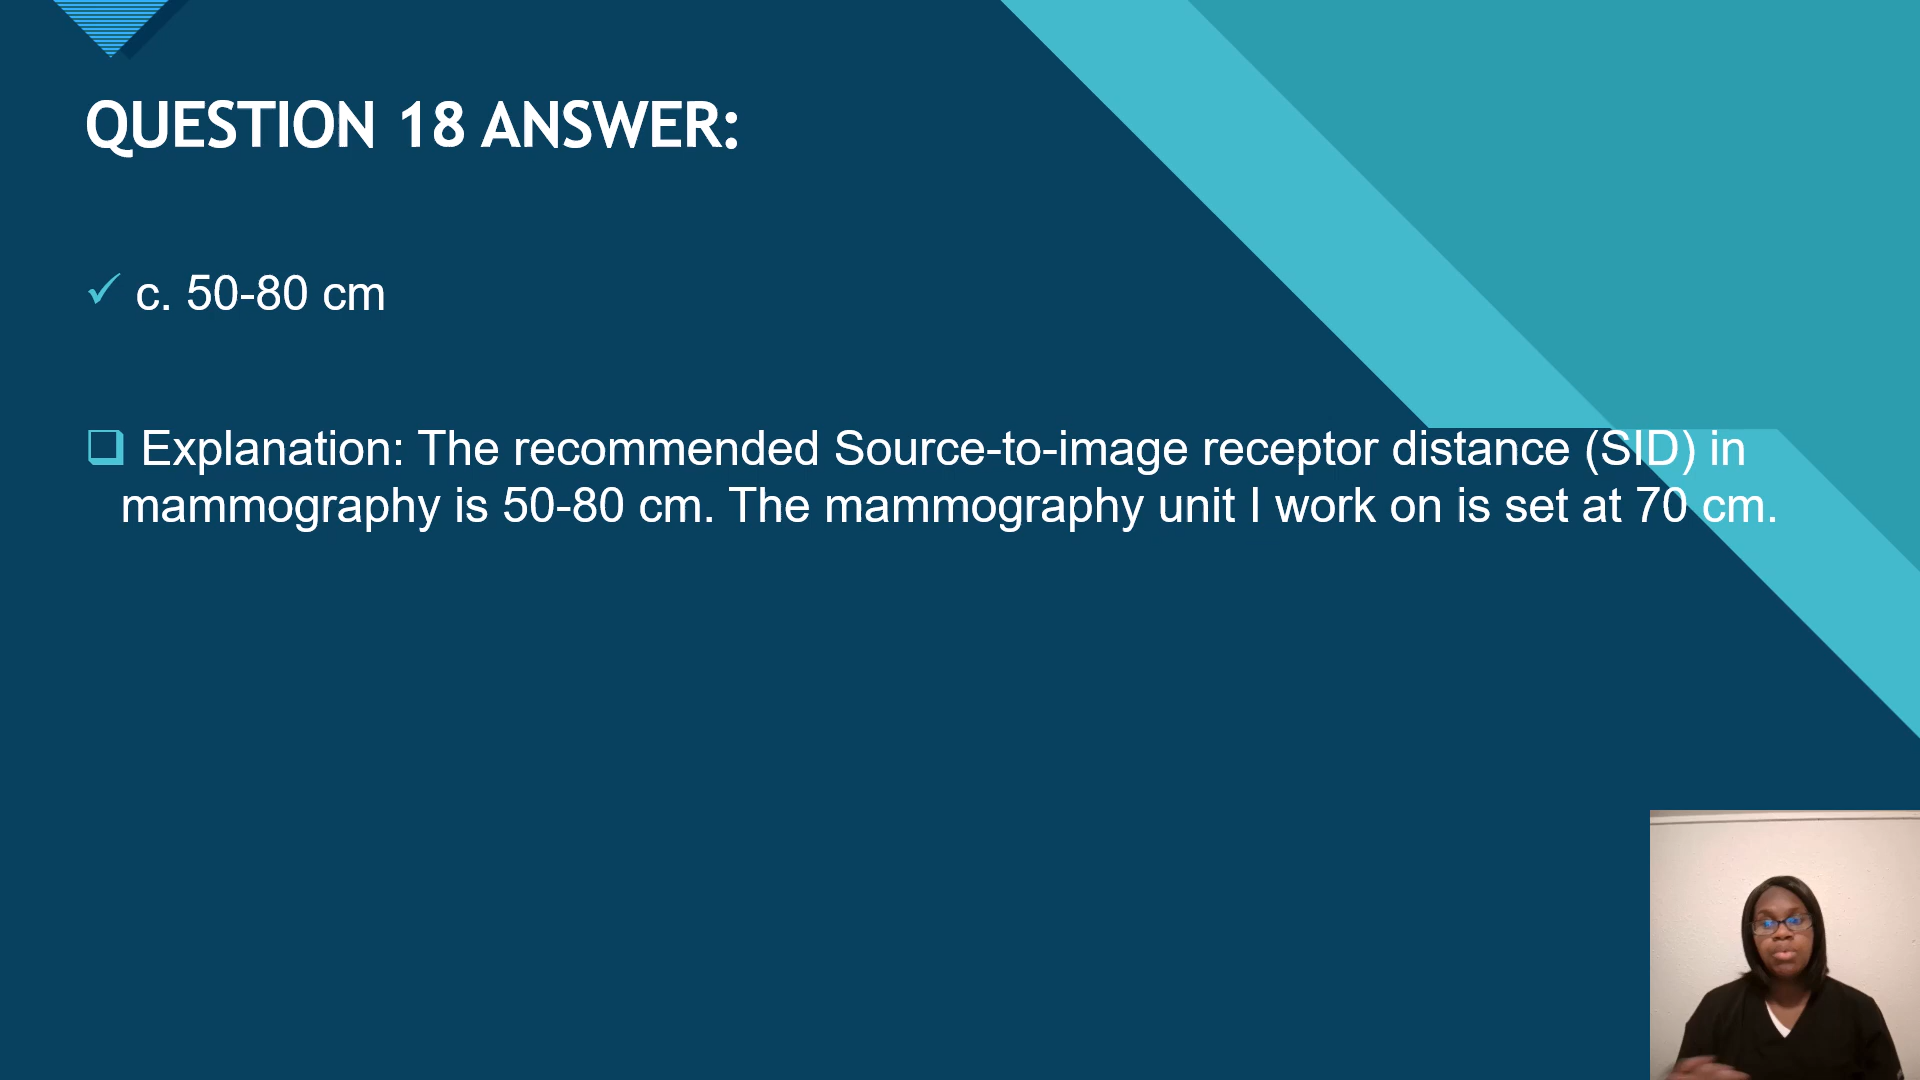 QUESTION 18 ANSWER:
✓ c. 50-80 cm
❑ Explanation: The recommended Source-to-image receptor distance (SID) in
mammography is 50-80 cm. The mammography unit I work on is set at 70 cm.